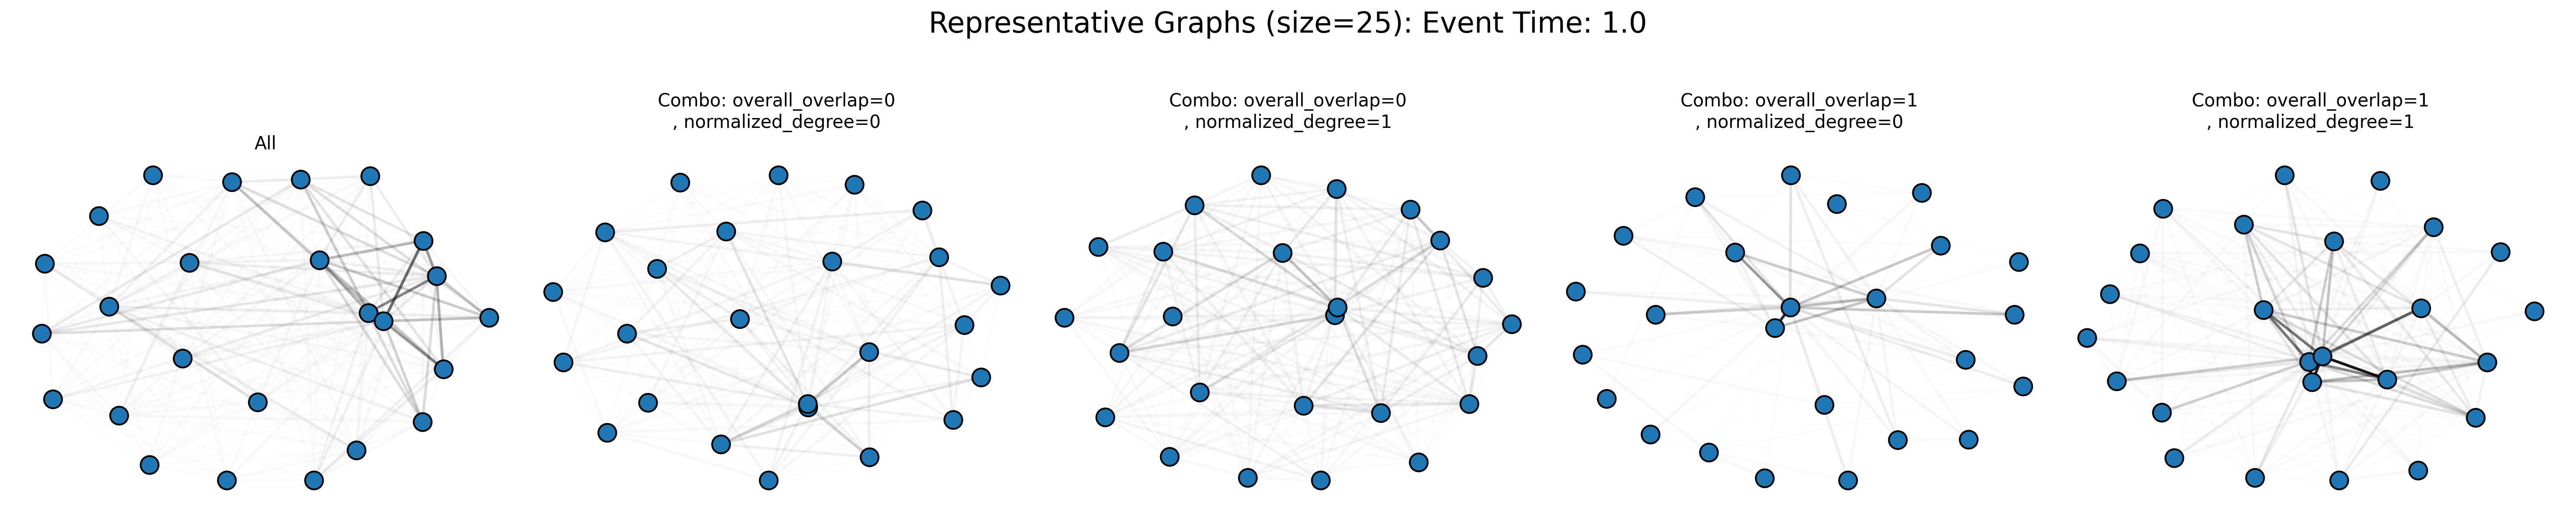 Representative Graphs (size=25): Event Time: 1.0
All
Combo: overall_overlap=0
, normalized_degree=0
Combo: overall_overlap=0
, normalized_degree=1
Combo: overall_overlap=1
, normalized_degree=0
Combo: overall_overlap=1
, normalized_degree=1